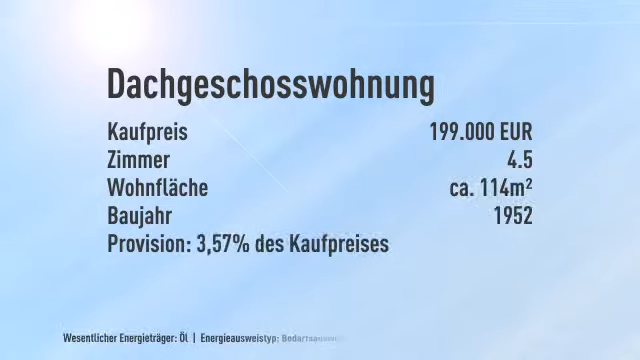 Dachgeschosswohnung
Kaufpreis 199.000 EUR
Zimmer 4.5
Wohnfläche ca. 114m²
Baujahr 1952
Provision: 3,57% des Kaufpreises
Wesentlicher Energieträger: Öl | Energieausweistyp: